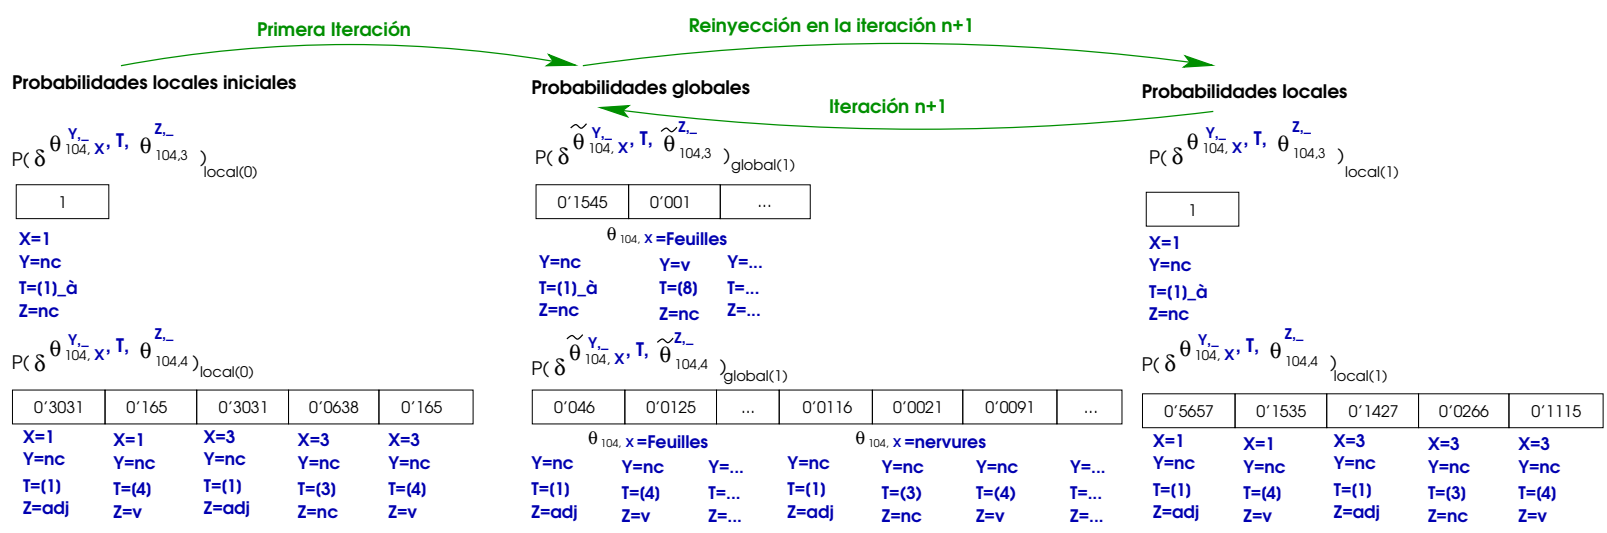 Primera Iteración
Reinyección en la iteración n+1
Iteración n+1
Probabilidades locales iniciales
P( δ θ Y,_ 104, X, T, θ Z,_ 104,3 ) local(0)
1
X=1
Y=nc
T=(1)_à
Z=nc
P( δ θ Y,_ 104, X, T, θ Z,_ 104,4 ) local(0)
0'3031 0'165 0'3031 0'0638 0'165
X=1 X=1 X=3 X=3 X=3
Y=nc Y=nc Y=nc Y=nc Y=nc
T=(1) T=(4) T=(1) T=(3) T=(4)
Z=adj Z=v Z=adj Z=nc Z=v
Probabilidades globales
P( δ θ̃ Y,_ 104, X, T, θ̃ Z,_ 104,3 ) global(1)
0'1545 0'001 ...
θ 104, X =Feuilles
Y=nc Y=v Y=...
T=(1)_à T=(8) T=...
Z=nc Z=nc Z=...
P( δ θ̃ Y,_ 104, X, T, θ̃ Z,_ 104,4 ) global(1)
0'046 0'0125 ... 0'0116 0'0021 0'0091 ...
θ 104, X =Feuilles θ 104, X =nervures
Y=nc Y=nc Y=... Y=nc Y=nc Y=nc Y=...
T=(1) T=(4) T=... T=(1) T=(3) T=(4) T=...
Z=adj Z=v Z=... Z=adj Z=nc Z=v Z=...
Probabilidades locales
P( δ θ Y,_ 104, X, T, θ Z,_ 104,3 ) local(1)
1
X=1
Y=nc
T=(1)_à
Z=nc
P( δ θ Y,_ 104, X, T, θ Z,_ 104,4 ) local(1)
0'5657 0'1535 0'1427 0'0266 0'1115
X=1 X=1 X=3 X=3 X=3
Y=nc Y=nc Y=nc Y=nc Y=nc
T=(1) T=(4) T=(1) T=(3) T=(4)
Z=adj Z=v Z=adj Z=nc Z=v